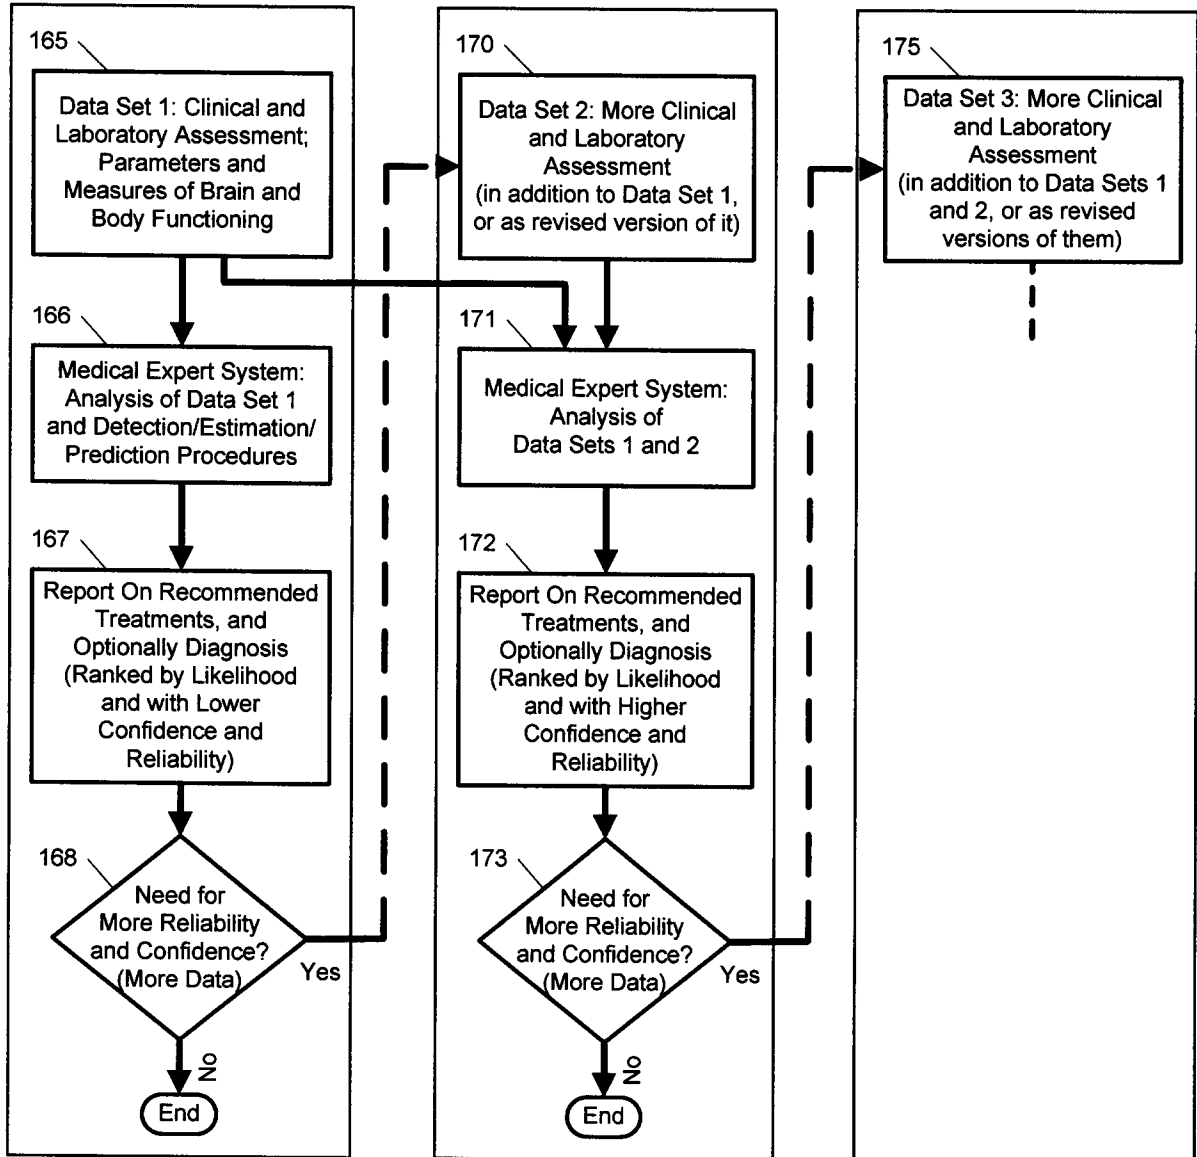 165
Data Set 1: Clinical and
Laboratory Assessment;
Parameters and
Measures of Brain and
Body Functioning
166
Medical Expert System:
Analysis of Data Set 1
and Detection/Estimation/
Prediction Procedures
167
Report On Recommended
Treatments, and
Optionally Diagnosis
(Ranked by Likelihood
and with Lower
Confidence and
Reliability)
168
Need for
More Reliability
and Confidence?
(More Data)
Yes
No
End
170
Data Set 2: More Clinical
and Laboratory
Assessment
(in addition to Data Set 1,
or as revised version of it)
171
Medical Expert System:
Analysis of
Data Sets 1 and 2
172
Report On Recommended
Treatments, and
Optionally Diagnosis
(Ranked by Likelihood
and with Higher
Confidence and
Reliability)
173
Need for
More Reliability
and Confidence?
(More Data)
Yes
No
End
175
Data Set 3: More Clinical
and Laboratory
Assessment
(in addition to Data Sets 1
and 2, or as revised
versions of them)